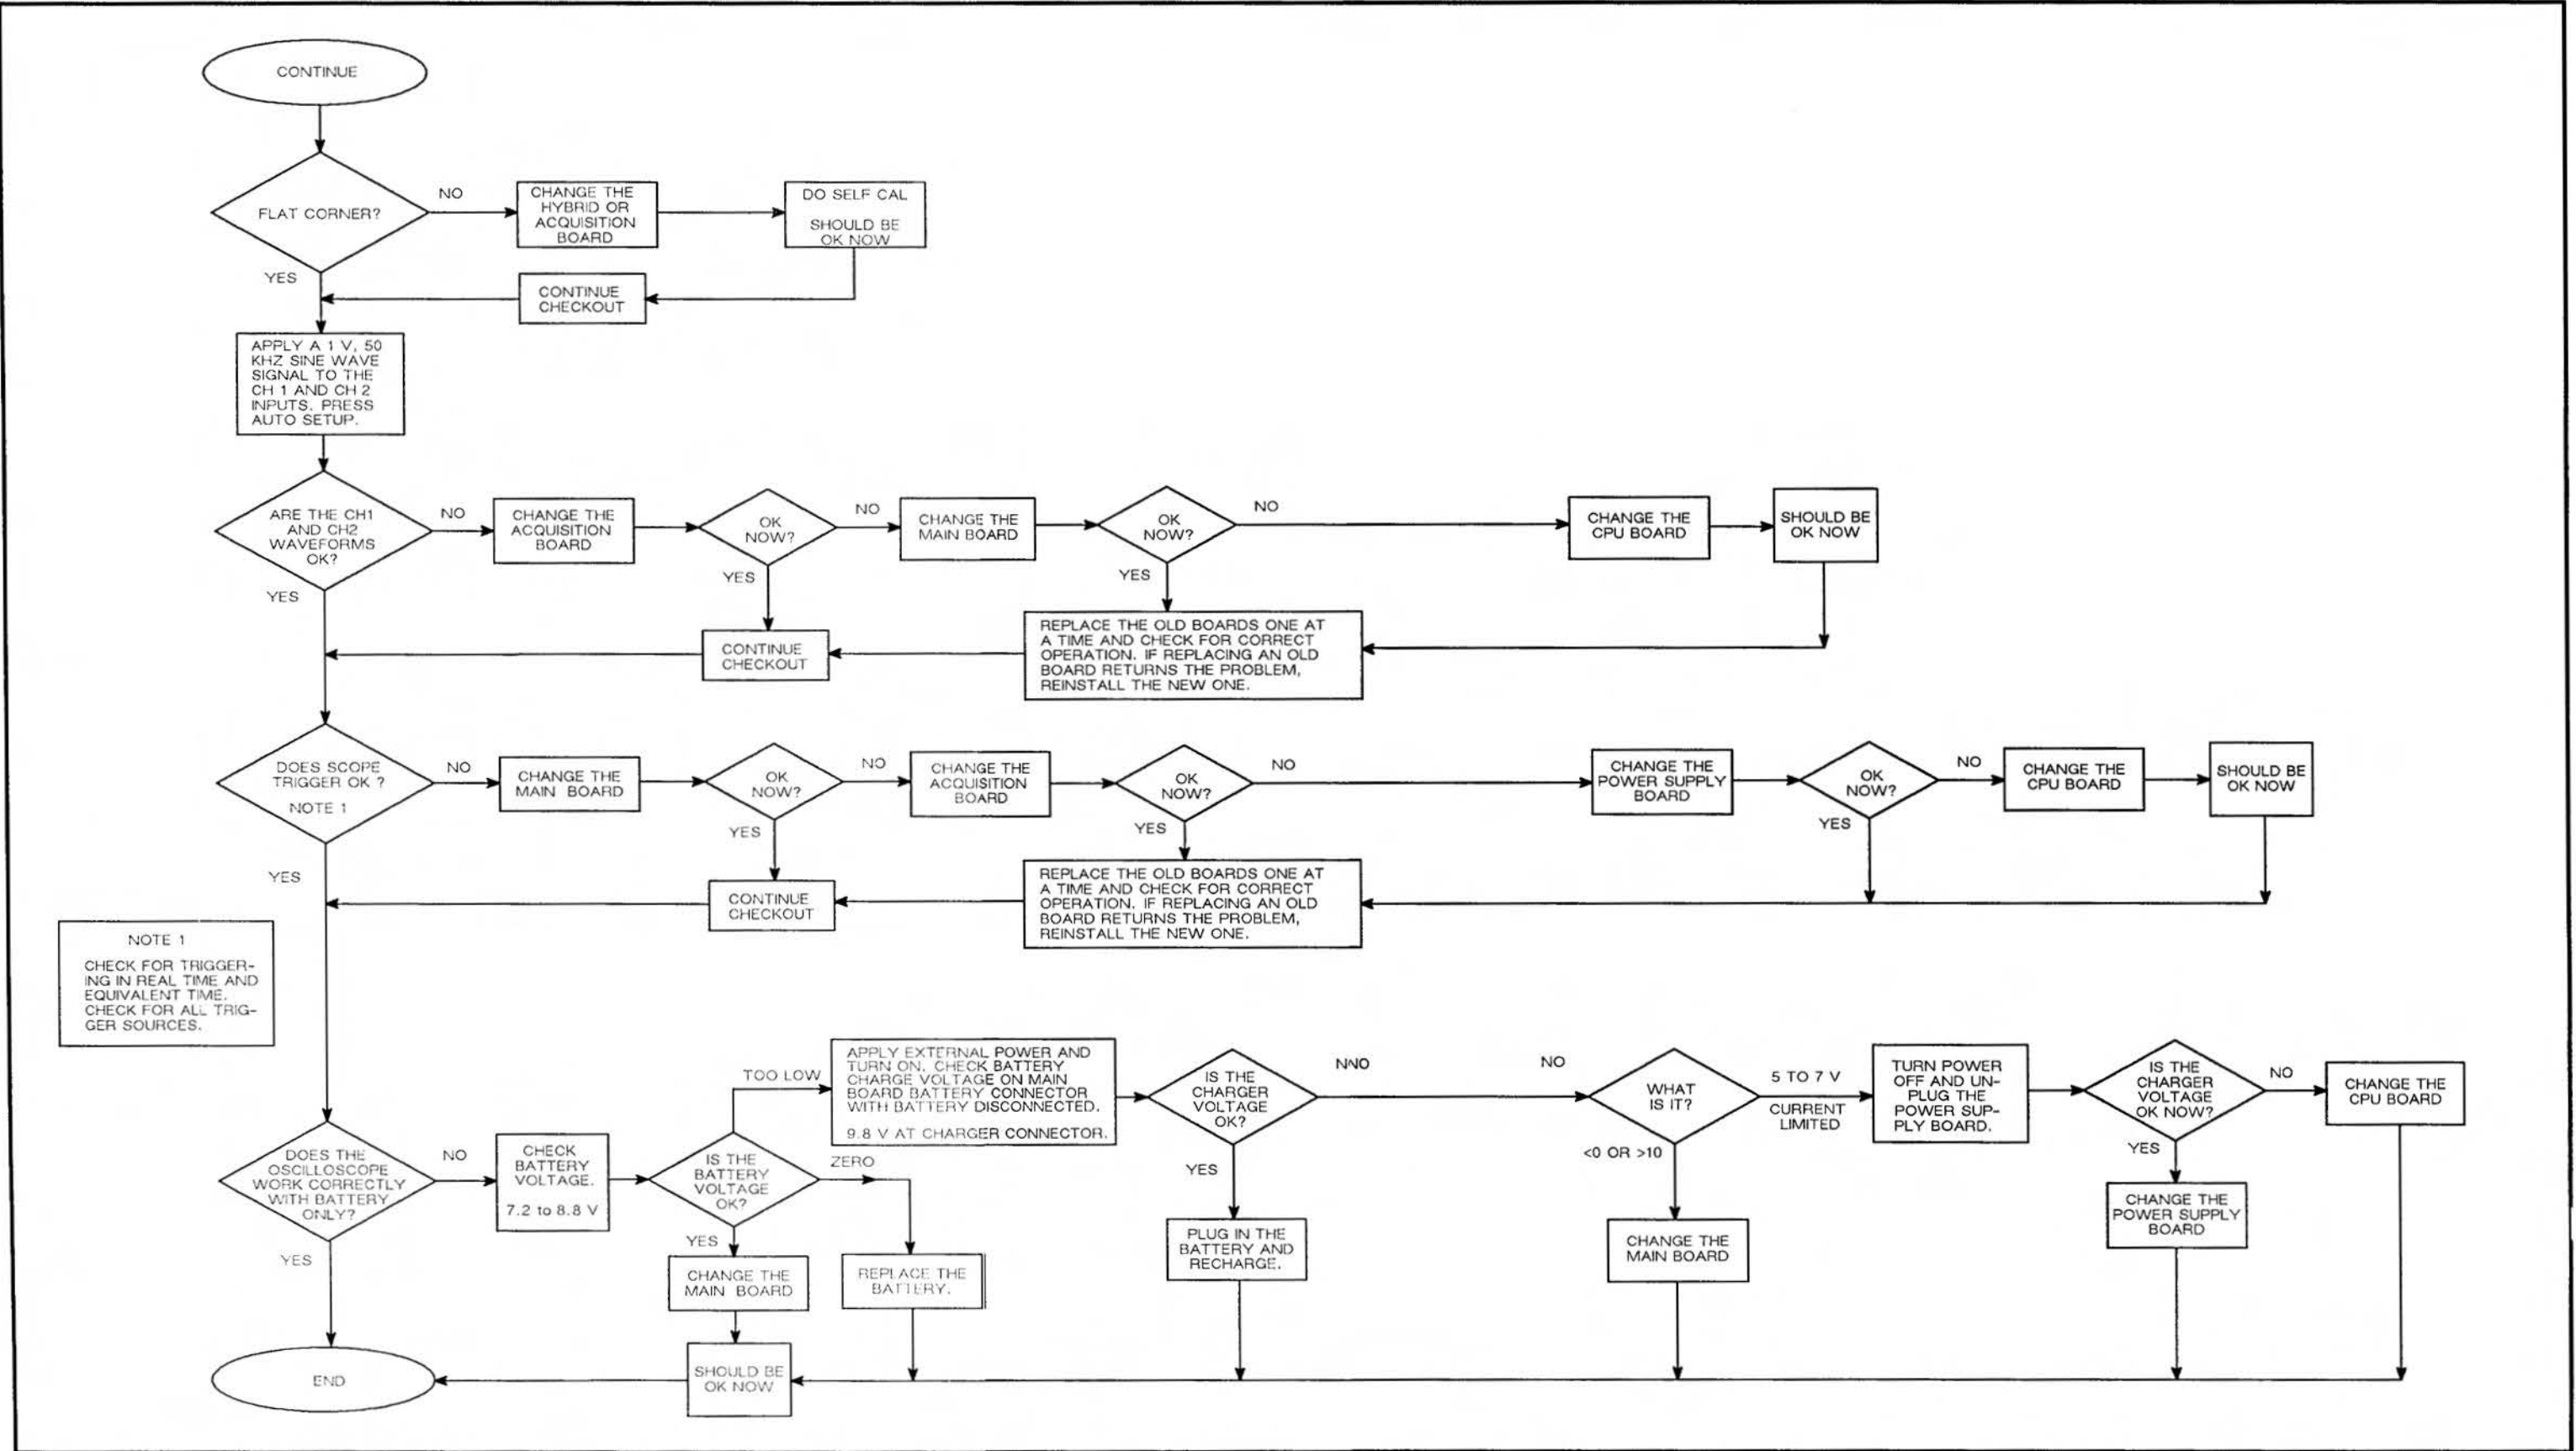 CONTINUE
FLAT CORNER?
NO
CHANGE THE
HYBRID OR
ACQUISITION
BOARD
DO SELF CAL
SHOULD BE
OK NOW
YES
CONTINUE
CHECKOUT
APPLY A 1 V, 50
KHZ SINE WAVE
SIGNAL TO THE
CH 1 AND CH 2
INPUTS. PRESS
AUTO SETUP.
ARE THE CH1
AND CH2
WAVEFORMS
OK?
NO
CHANGE THE
ACQUISITION
BOARD
OK
NOW?
NO
CHANGE THE
MAIN BOARD
OK
NOW?
NO
CHANGE THE
CPU BOARD
SHOULD BE
OK NOW
YES
YES
YES
CONTINUE
CHECKOUT
REPLACE THE OLD BOARDS ONE AT
A TIME AND CHECK FOR CORRECT
OPERATION. IF REPLACING AN OLD
BOARD RETURNS THE PROBLEM,
REINSTALL THE NEW ONE.
DOES SCOPE
TRIGGER OK ?
NOTE 1
NO
CHANGE THE
MAIN BOARD
OK
NOW?
NO
CHANGE THE
ACQUISITION
BOARD
OK
NOW?
NO
CHANGE THE
POWER SUPPLY
BOARD
OK
NOW?
NO
CHANGE THE
CPU BOARD
SHOULD BE
OK NOW
YES
YES
YES
YES
CONTINUE
CHECKOUT
REPLACE THE OLD BOARDS ONE AT
A TIME AND CHECK FOR CORRECT
OPERATION. IF REPLACING AN OLD
BOARD RETURNS THE PROBLEM,
REINSTALL THE NEW ONE.
NOTE 1
CHECK FOR TRIGGER-
ING IN REAL TIME AND
EQUIVALENT TIME.
CHECK FOR ALL TRIG-
GER SOURCES.
DOES THE
OSCILLOSCOPE
WORK CORRECTLY
WITH BATTERY
ONLY?
NO
CHECK
BATTERY
VOLTAGE.
7.2 to 8.8 V
IS THE
BATTERY
VOLTAGE
OK?
TOO LOW
APPLY EXTERNAL POWER AND
TURN ON. CHECK BATTERY
CHARGE VOLTAGE ON MAIN
BOARD BATTERY CONNECTOR
WITH BATTERY DISCONNECTED.
9.8 V AT CHARGER CONNECTOR.
ZERO
IS THE
CHARGER
VOLTAGE
OK?
NNO
NO
WHAT
IS IT?
5 TO 7 V
CURRENT
LIMITED
TURN POWER
OFF AND UN-
PLUG THE
POWER SUP-
PLY BOARD.
IS THE
CHARGER
VOLTAGE
OK NOW?
NO
CHANGE THE
CPU BOARD
YES
YES
CHANGE THE
MAIN BOARD
REPLACE THE
BATTERY.
YES
PLUG IN THE
BATTERY AND
RECHARGE.
<0 OR >10
CHANGE THE
MAIN BOARD
YES
CHANGE THE
POWER SUPPLY
BOARD
END
SHOULD BE
OK NOW